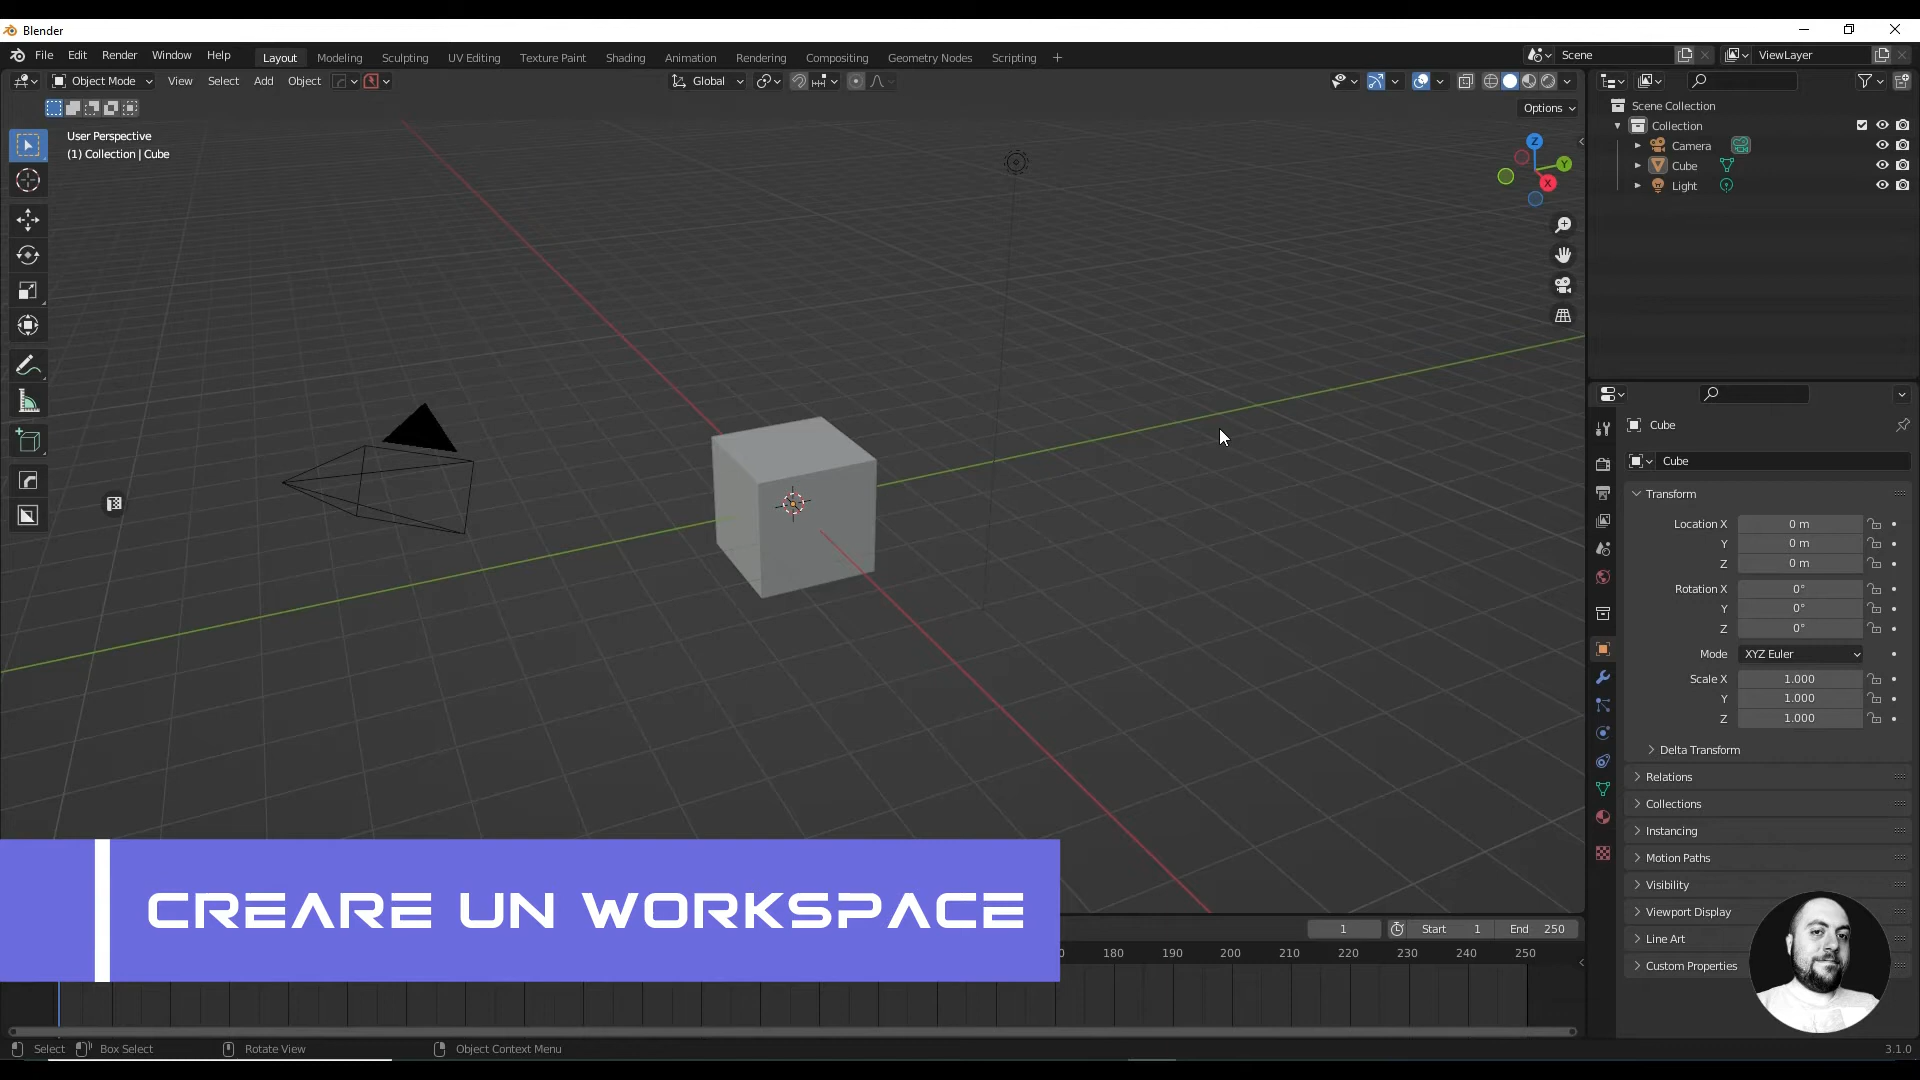 Blender
File Edit Render Window Help Layout Modeling Sculpting UV Editing Texture Paint Shading Animation Rendering Compositing Geometry Nodes Scripting + Scene ViewLayer
Object Mode View Select Add Object Global
Options
User Perspective
(1) Collection | Cube
Z
Y
X
Scene Collection
Collection
Camera
Cube
Light
Cube
Cube
Transform
Location X 0 m
Y 0 m
Z 0 m
Rotation X 0°
Y 0°
Z 0°
Mode XYZ Euler
Scale X 1.000
Y 1.000
Z 1.000
Delta Transform
Relations
Collections
Instancing
Motion Paths
Visibility
Viewport Display
Line Art
Custom Properties
CREARE UN WORKSPACE
1 Start 1 End 250
180 190 200 210 220 230 240 250
Select Box Select Rotate View Object Context Menu 3.1.0